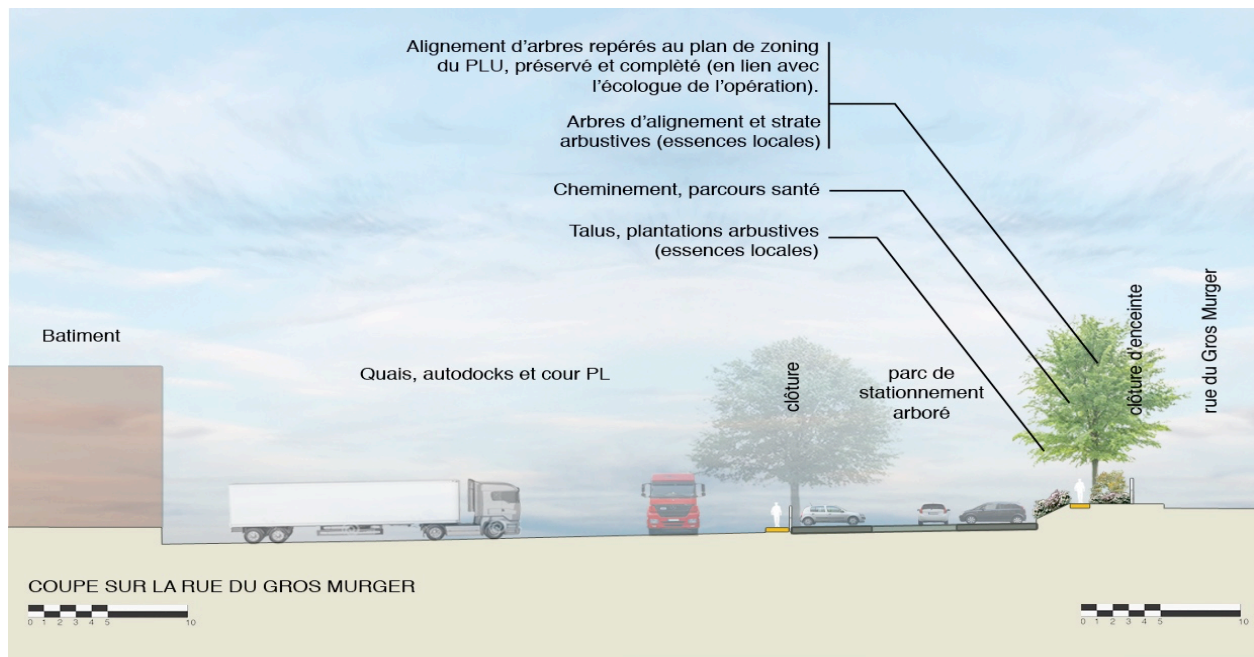 Alignement d'arbres repérés au plan de zoning
du PLU, préservé et complèté (en lien avec
l'écologue de l'opération).
Arbres d'alignement et strate
arbustives (essences locales)
Cheminement, parcours santé
Talus, plantations arbustives
(essences locales)
Batiment
Quais, autodocks et cour PL
clôture
parc de
stationnement
arboré
clôture d'enceinte
rue du Gros Murger
COUPE SUR LA RUE DU GROS MURGER
0 1 2 3 4 5 10
0 1 2 3 4 5 10